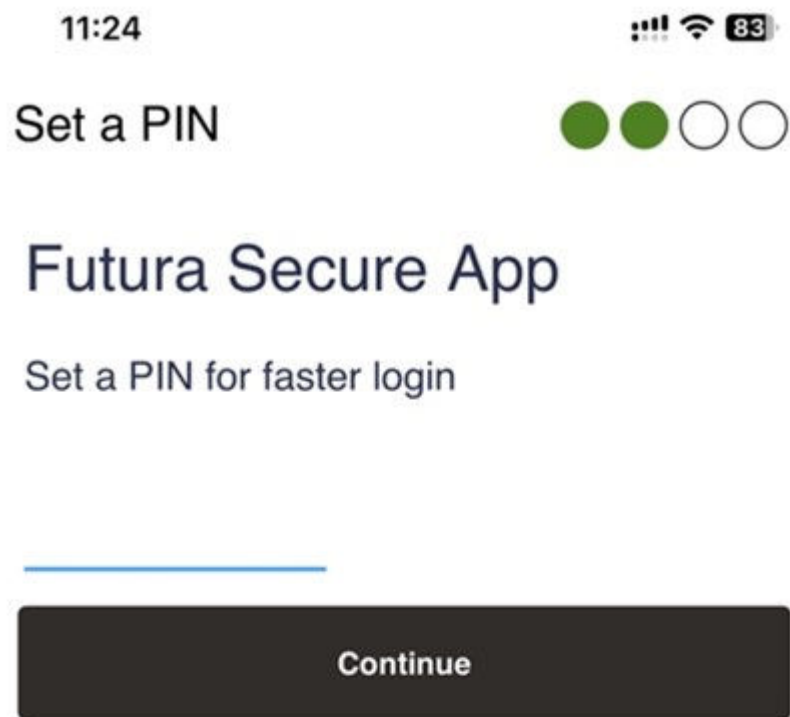 11:24
83
Set a PIN
Futura Secure App
Set a PIN for faster login
Continue